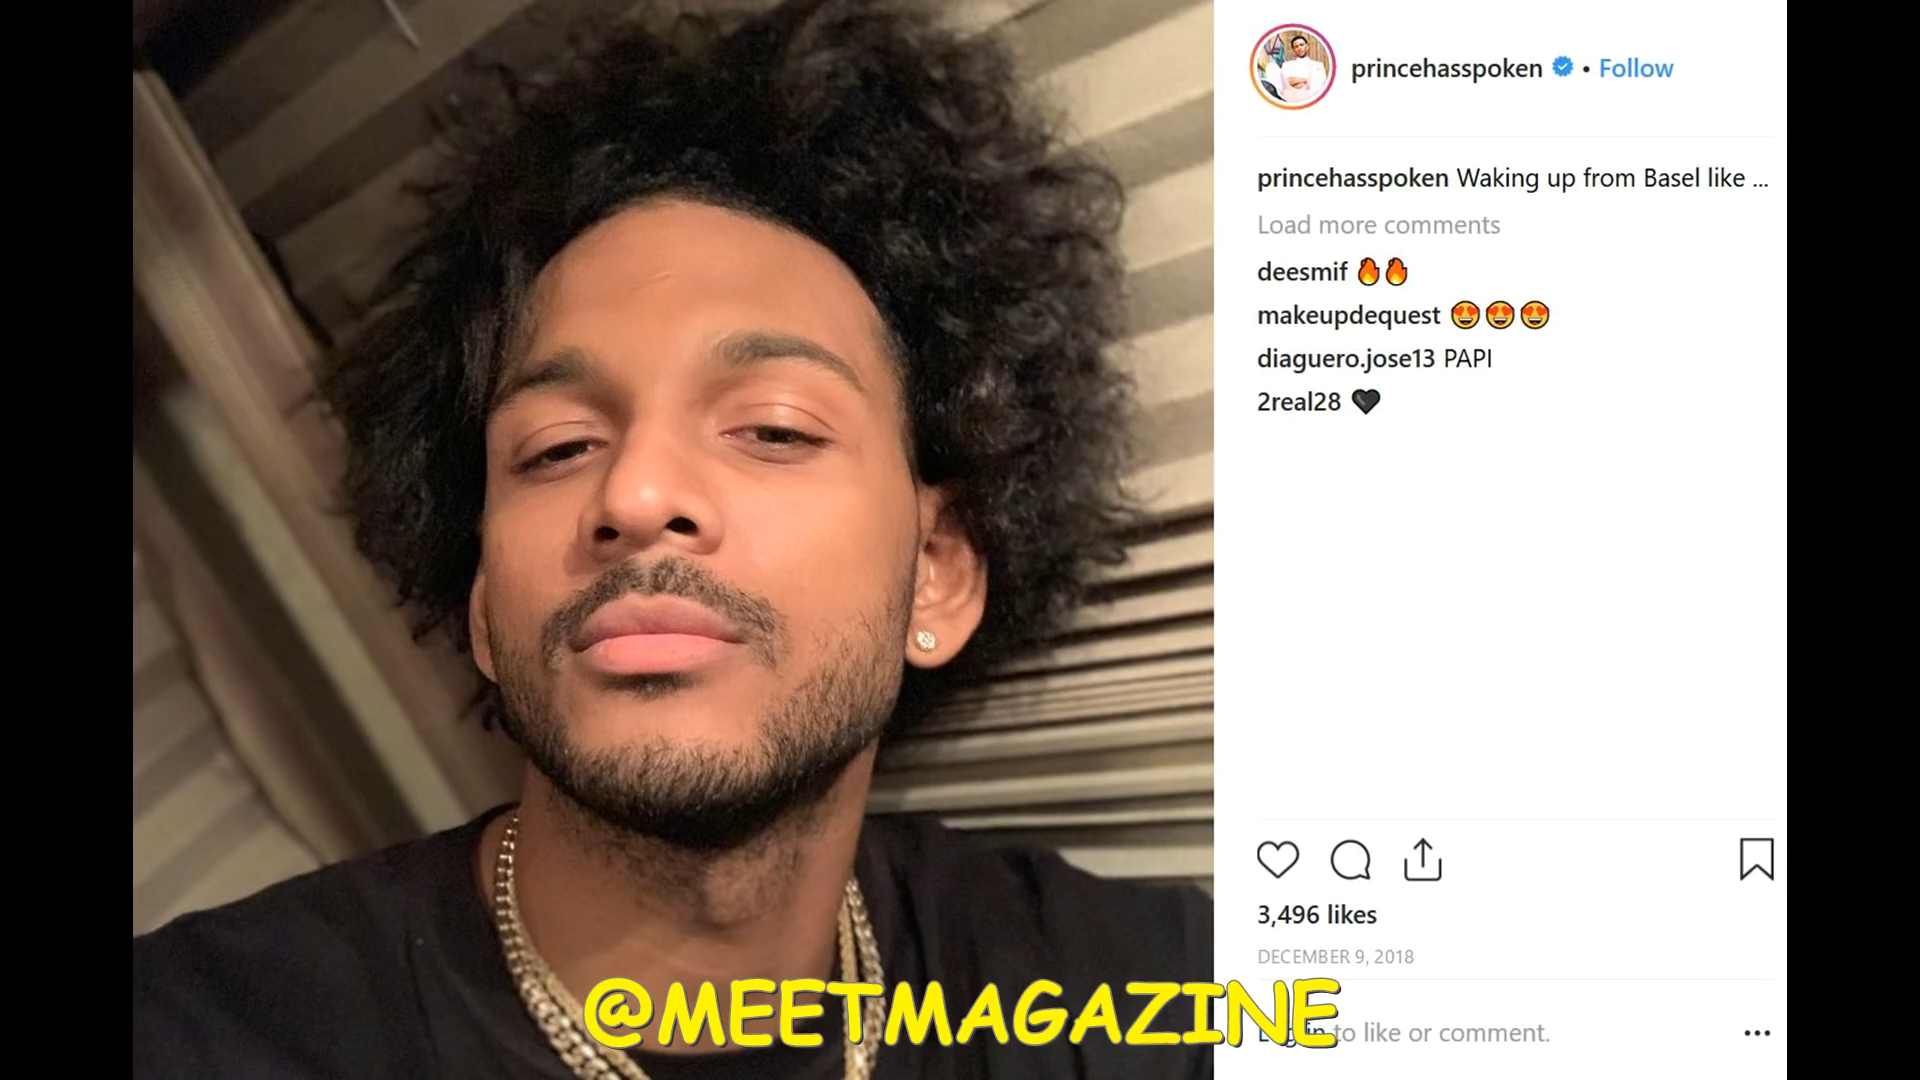 princehasspoken • Follow
princehasspoken Waking up from Basel like ...
Load more comments
deesmif 🔥🔥
makeupdequest 😍😍😍
diaguero.jose13 PAPI
2real28 🖤
3,496 likes
DECEMBER 9, 2018
@MEETMAGAZINE
to like or comment.